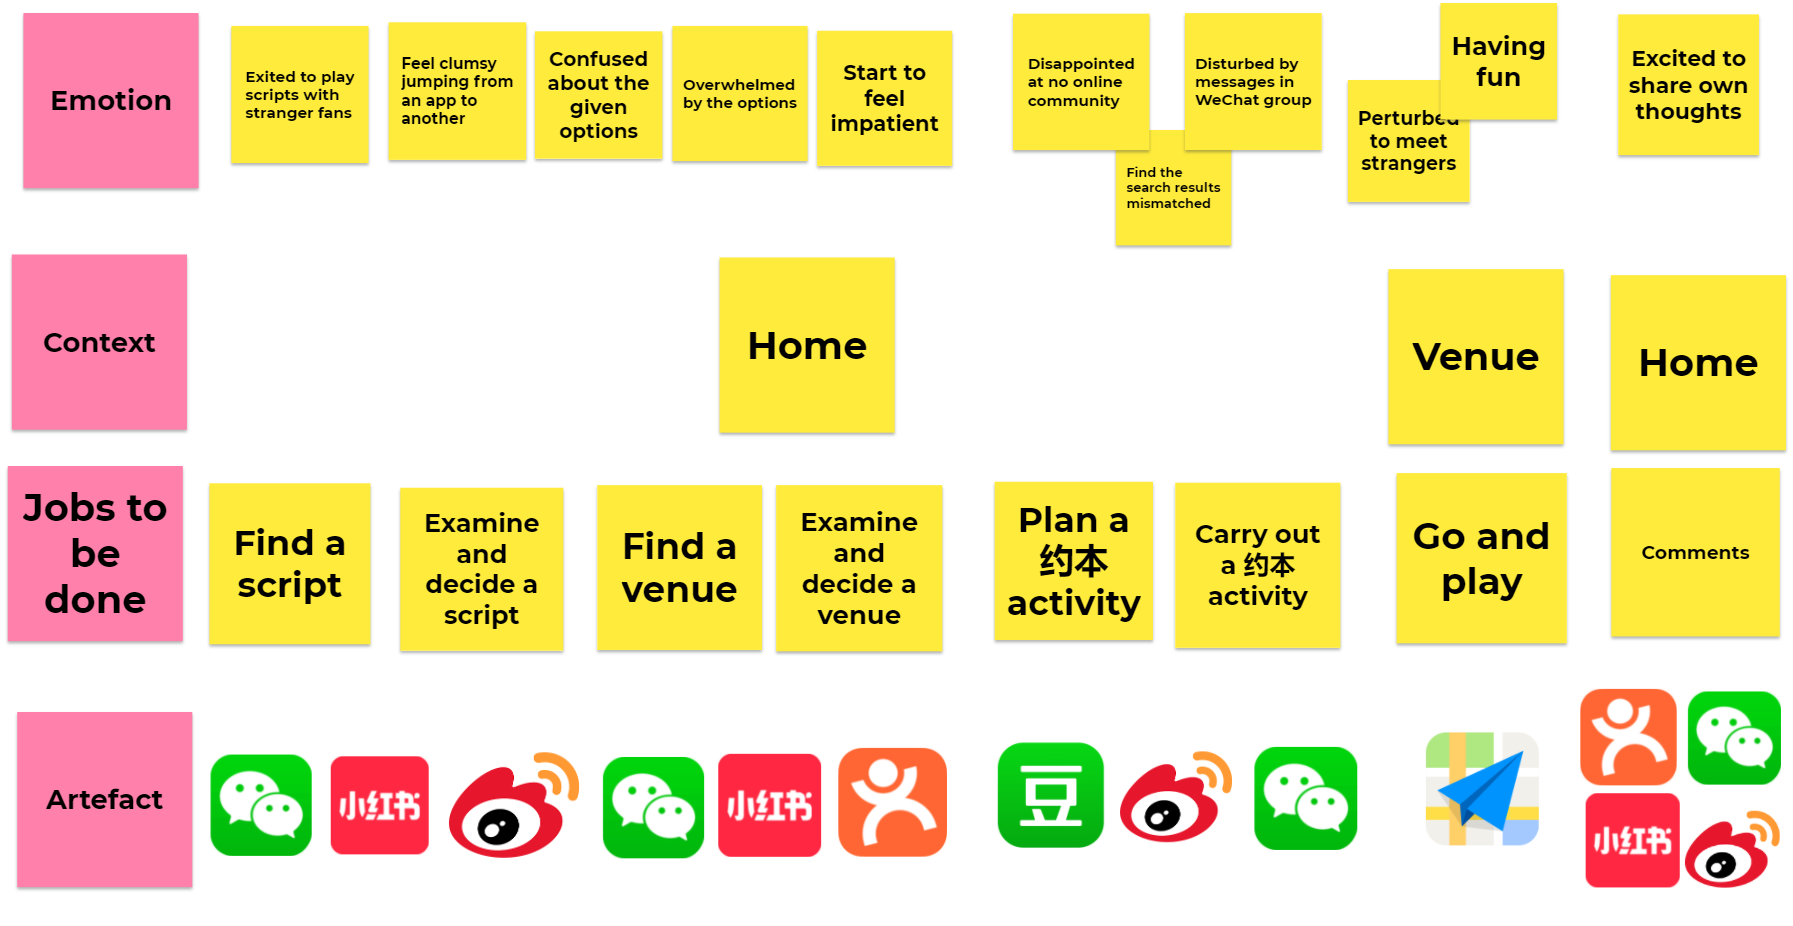 Emotion
Exited to play
scripts with
stranger fans
Feel clumsy
jumping from
an app to
another
Confused
about the
given
options
Overwhelmed
by the options
Start to
feel
impatient
Disappointed
at no online
community
Find the
search results
mismatched
Disturbed by
messages in
WeChat group
Perturbed
to meet
strangers
Having
fun
Excited to
share own
thoughts
Context
Home
Venue
Home
Jobs to
be
done
Find a
script
Examine
and
decide a
script
Find a
venue
Examine
and
decide a
venue
Plan a
约本
activity
Carry out
a 约本
activity
Go and
play
Comments
Artefact
小红书
小红书
豆
小红书